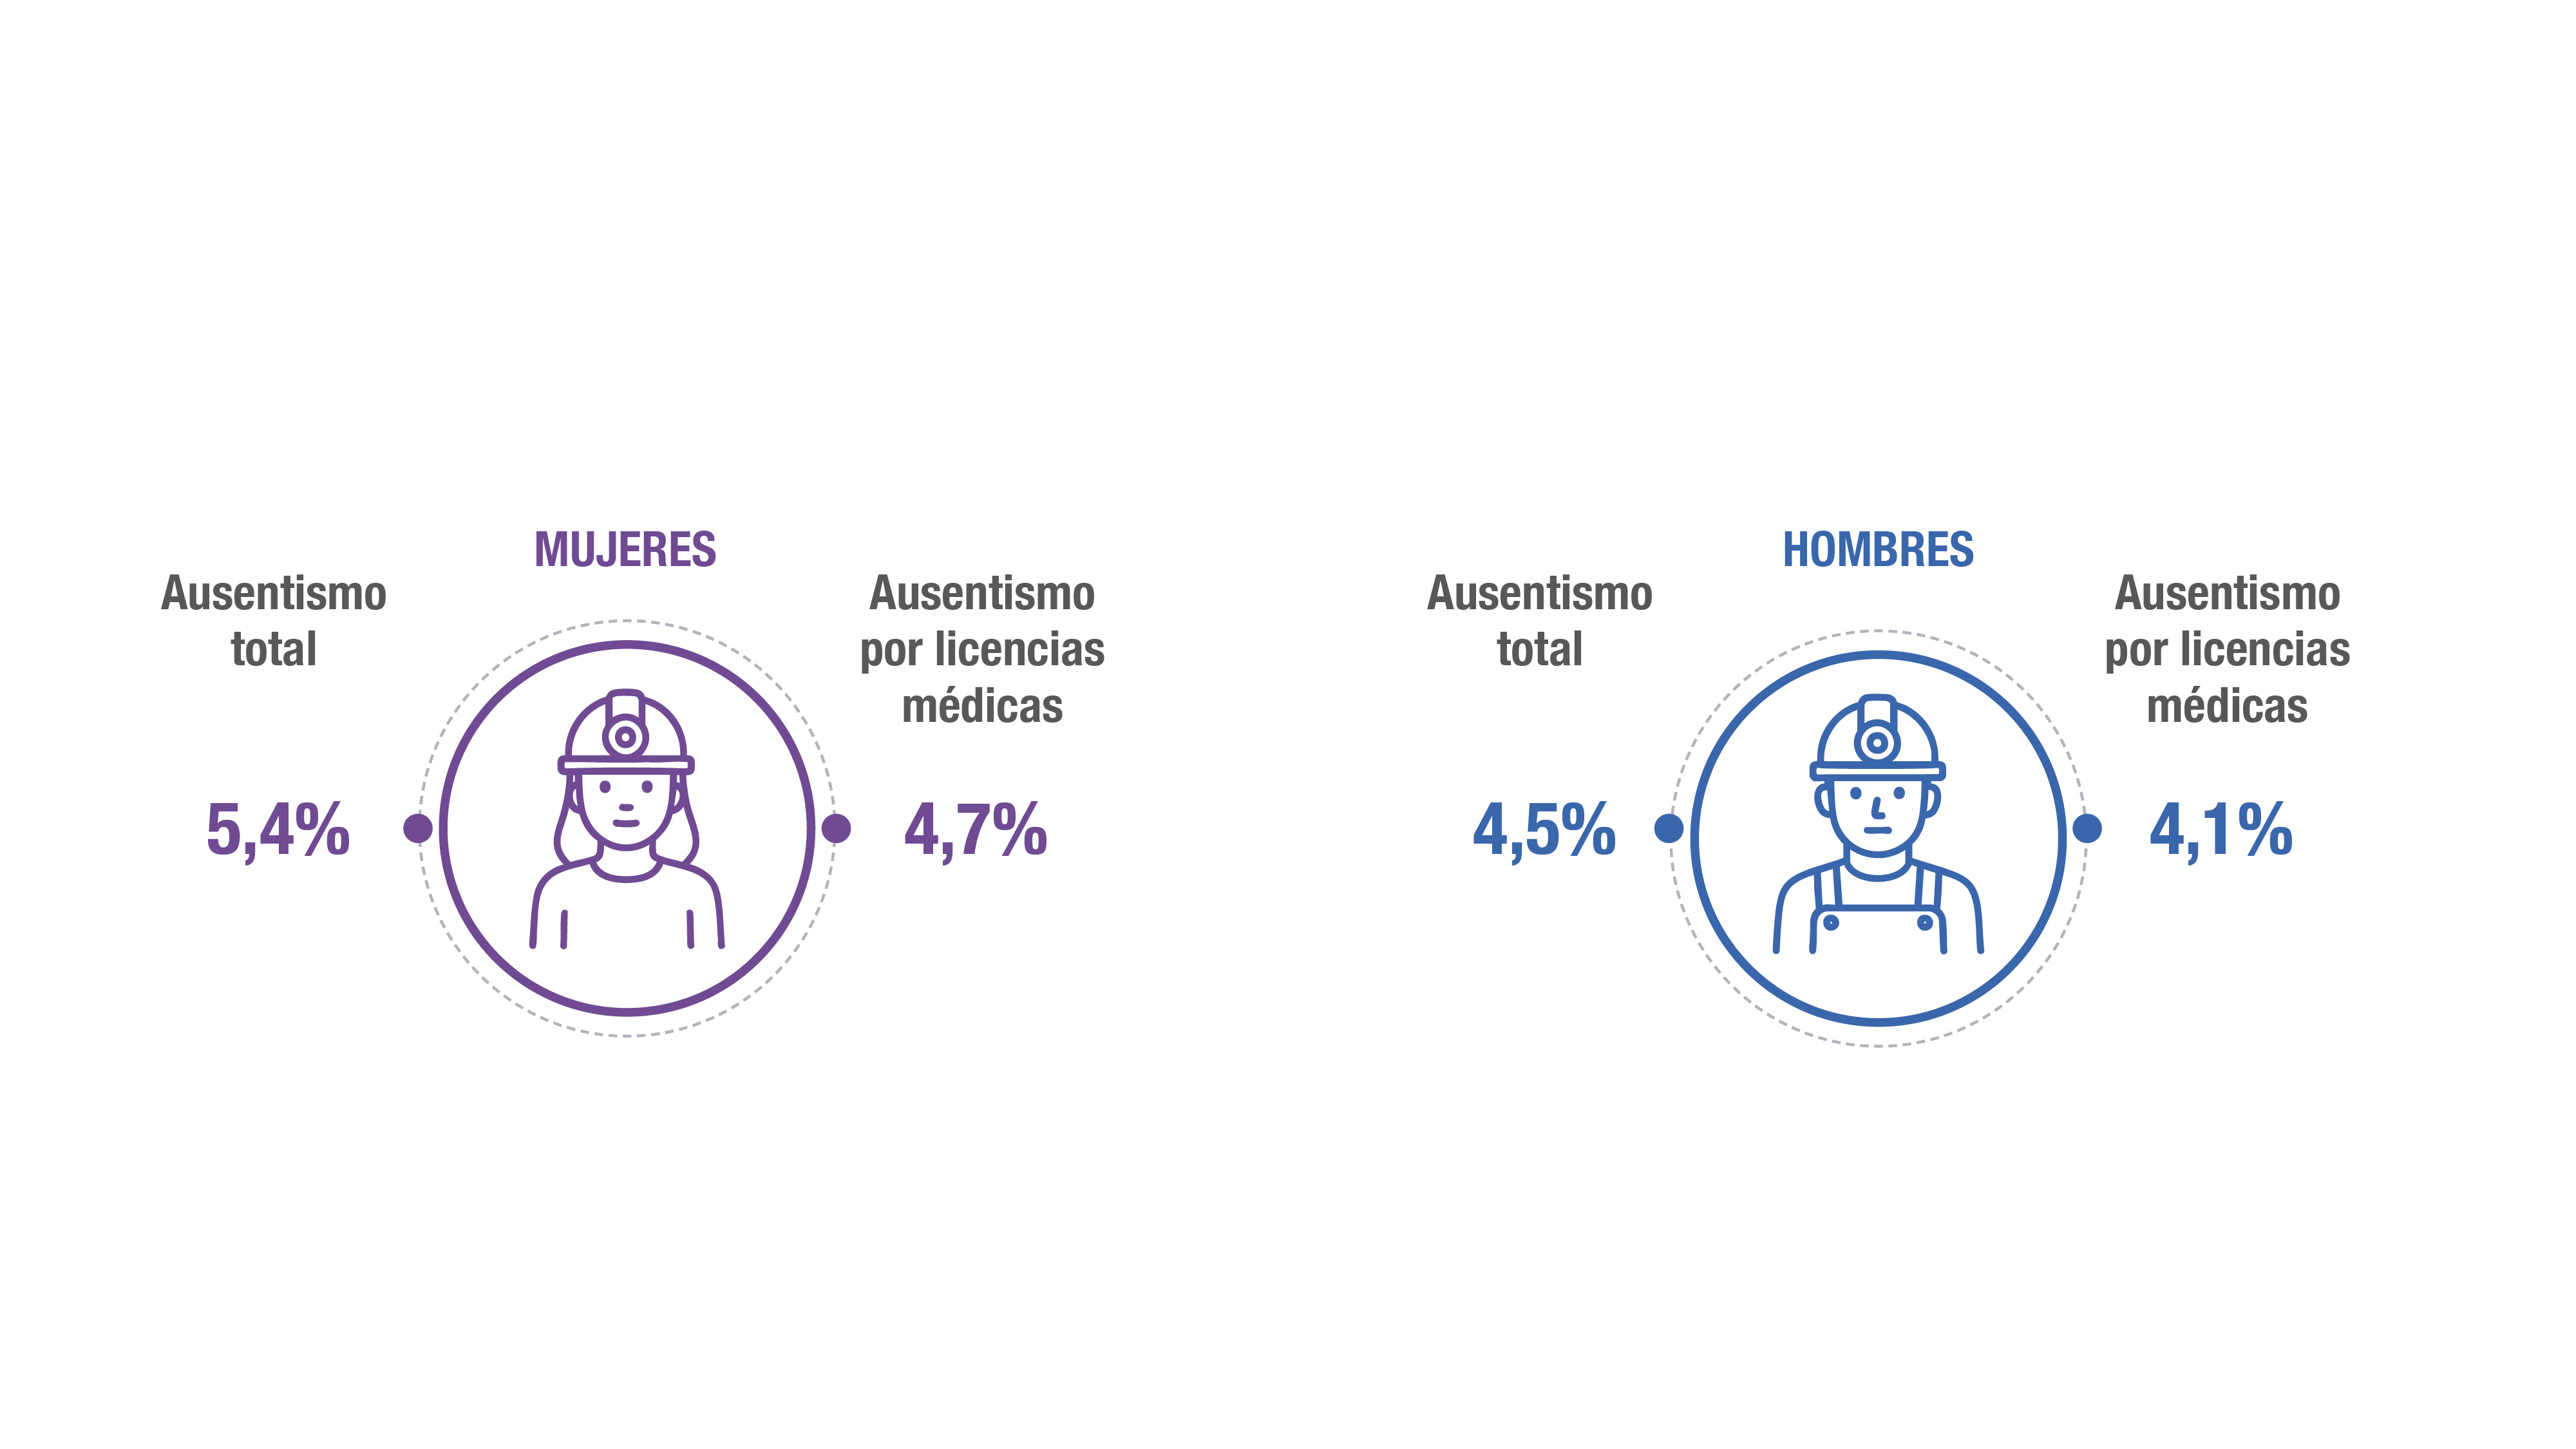 MUJERES
Ausentismo
total
Ausentismo
por licencias
médicas
5,4%
4,7%
HOMBRES
Ausentismo
total
Ausentismo
por licencias
médicas
4,5%
4,1%